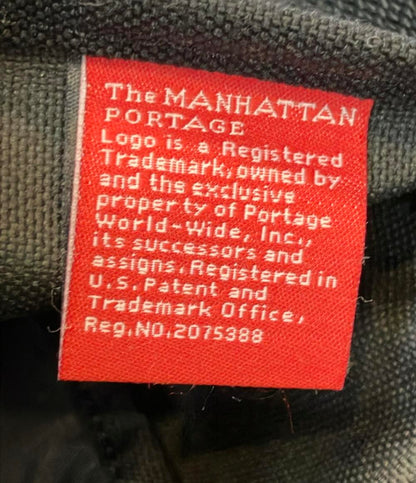 The MANHATTAN
PORTAGE
Logo is a Registered
Trademark, owned by
and the exclusive
property of Portage
World-Wide, Inc.,
its successors and
assigns. Registered in
U.S. Patent and
Trademark Office,
Reg. NO. 2075388